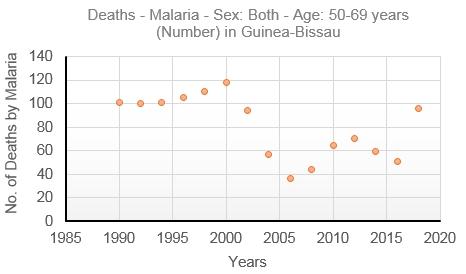 Deaths - Malaria - Sex: Both - Age: 50-69 years
(Number) in Guinea-Bissau
No. of Deaths by Malaria
140
120
100
80
60
40
20
0
1985 1990 1995 2000 2005 2010 2015 2020
Years